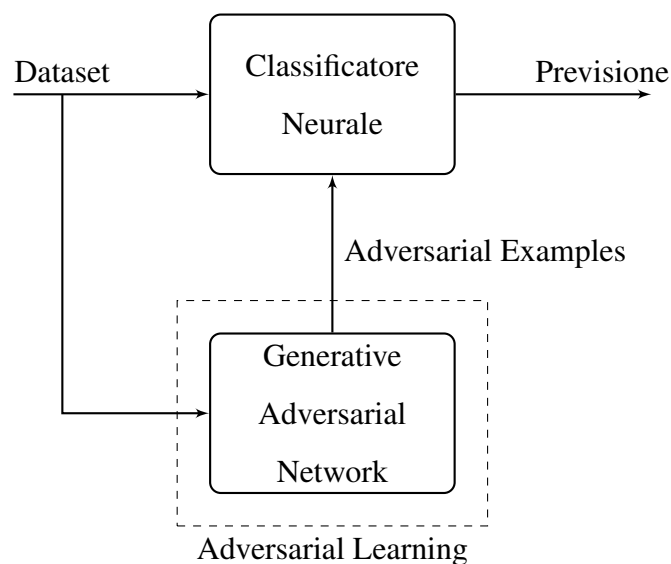 Dataset
Classificatore
Neurale
Previsione
Adversarial Examples
Generative
Adversarial
Network
Adversarial Learning